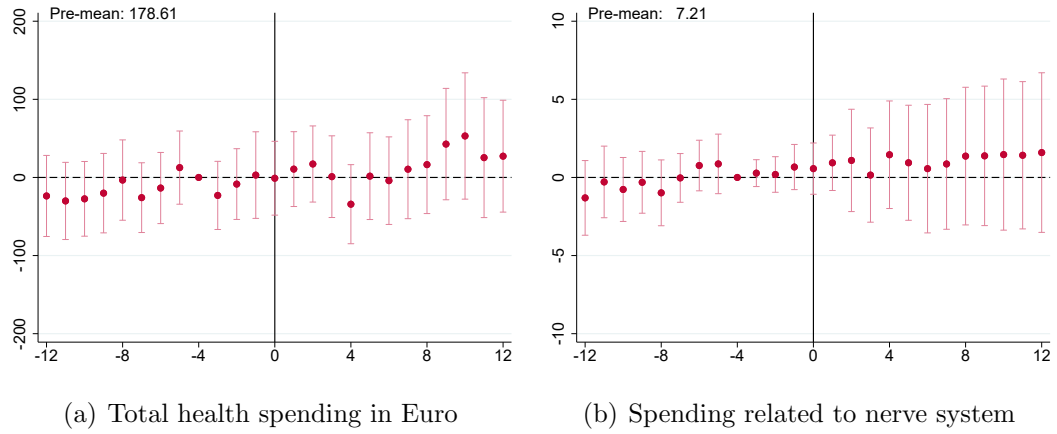 Pre-mean: 178.61
200
100
0
-100
-200
-12 -8 -4 0 4 8 12
(a) Total health spending in Euro
Pre-mean: 7.21
10
5
0
-5
-10
-12 -8 -4 0 4 8 12
(b) Spending related to nerve system